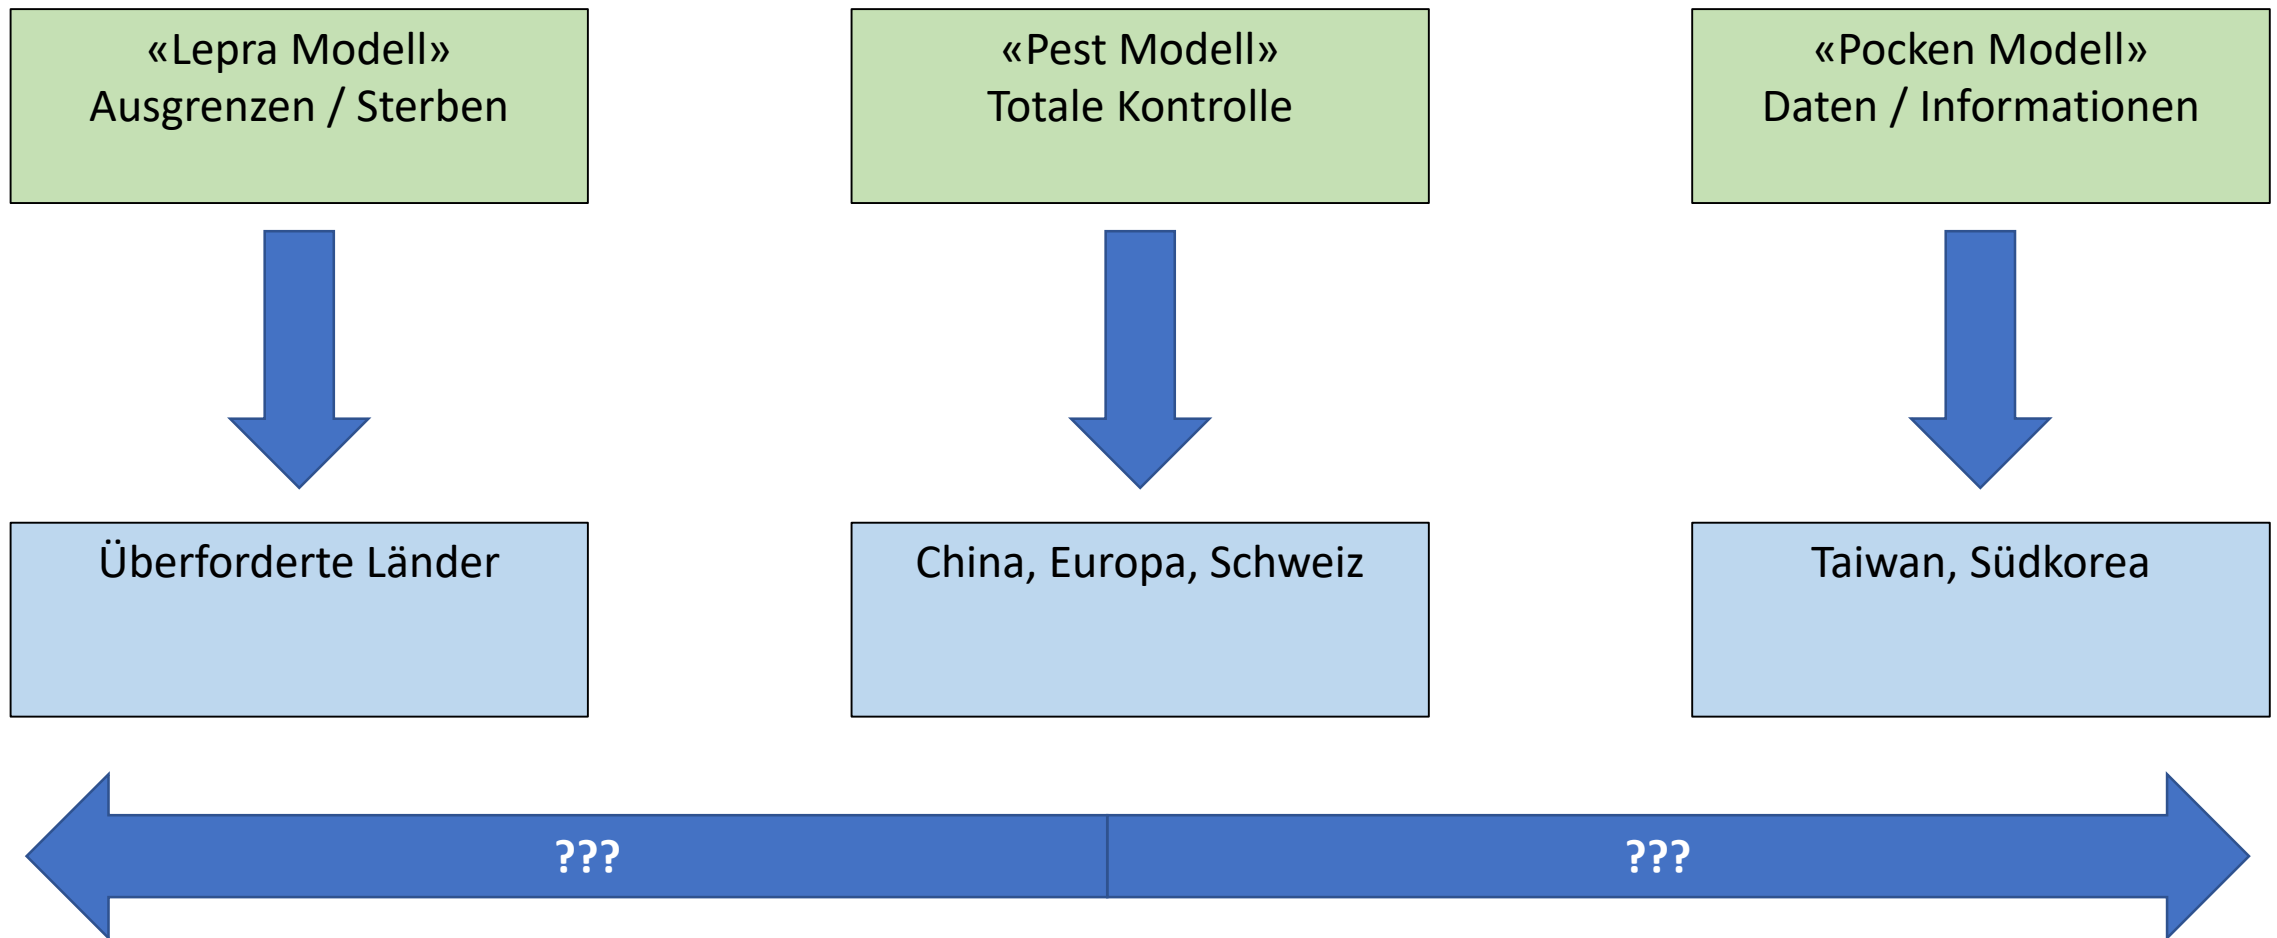 «Lepra Modell»
Ausgrenzen / Sterben
«Pest Modell»
Totale Kontrolle
«Pocken Modell»
Daten / Informationen
Überforderte Länder
China, Europa, Schweiz
Taiwan, Südkorea
???
???